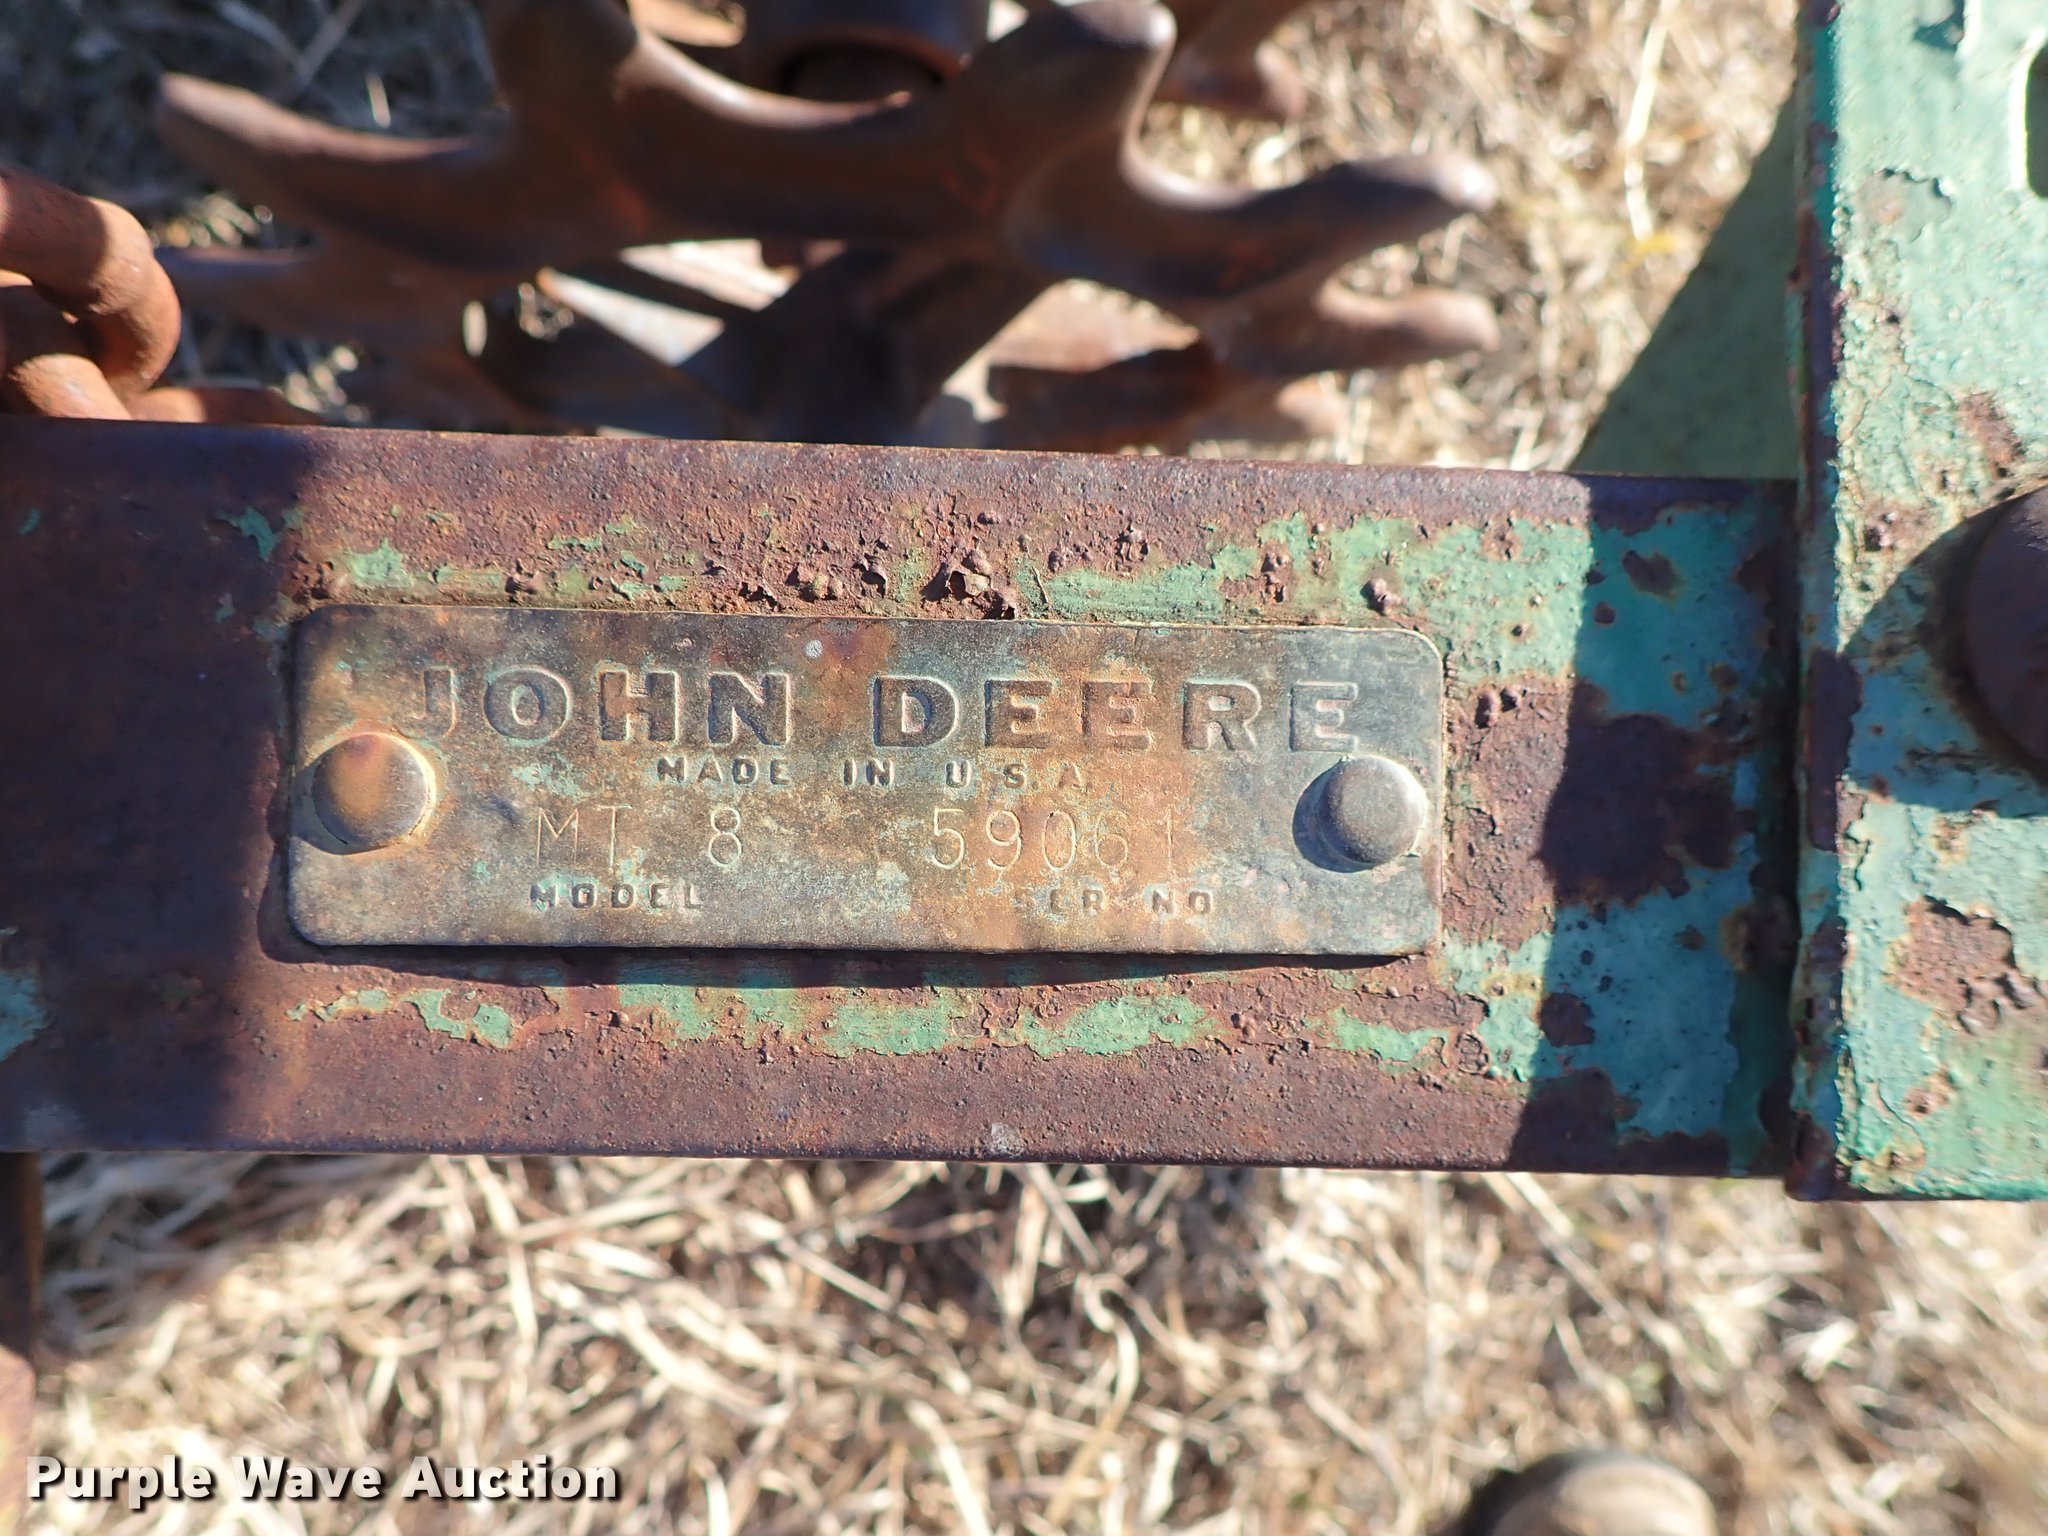 JOHN DEERE
MADE IN U.S.A
MT 8 59061
MODEL SER NO
Purple Wave Auction